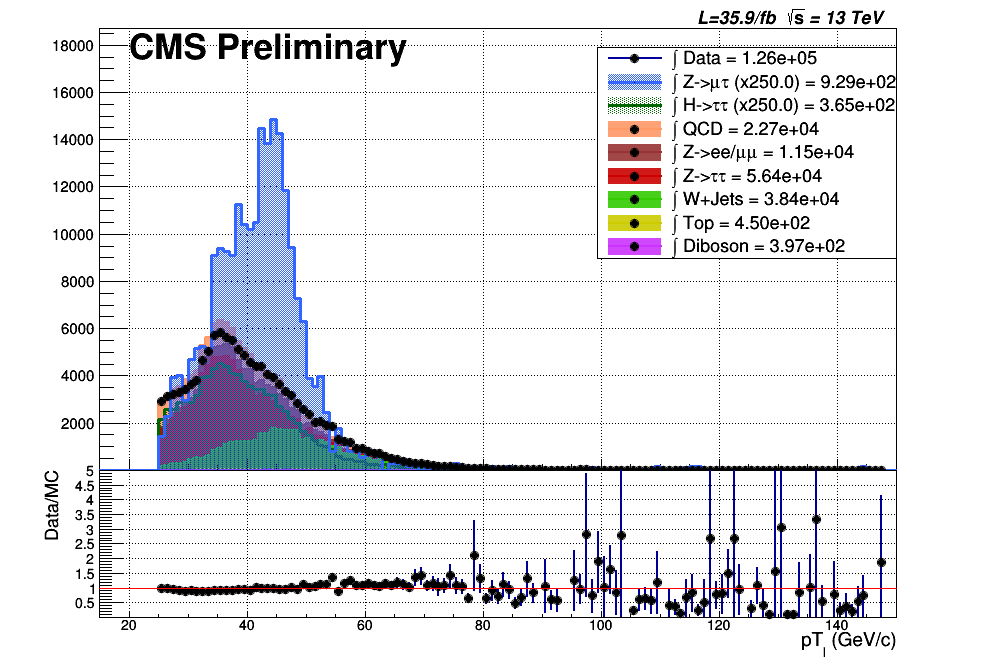 L=35.9/fb √s = 13 TeV
CMS Preliminary
∫ Data = 1.26e+05
∫ Z->μτ (x250.0) = 9.29e+02
∫ H->ττ (x250.0) = 3.65e+02
∫ QCD = 2.27e+04
∫ Z->ee/μμ = 1.15e+04
∫ Z->ττ = 5.64e+04
∫ W+Jets = 3.84e+04
∫ Top = 4.50e+02
∫ Diboson = 3.97e+02
18000
16000
14000
12000
10000
8000
6000
4000
2000
Data/MC
5
4.5
4
3.5
3
2.5
2
1.5
1
0.5
20 40 60 80 100 120 140
pT_l (GeV/c)